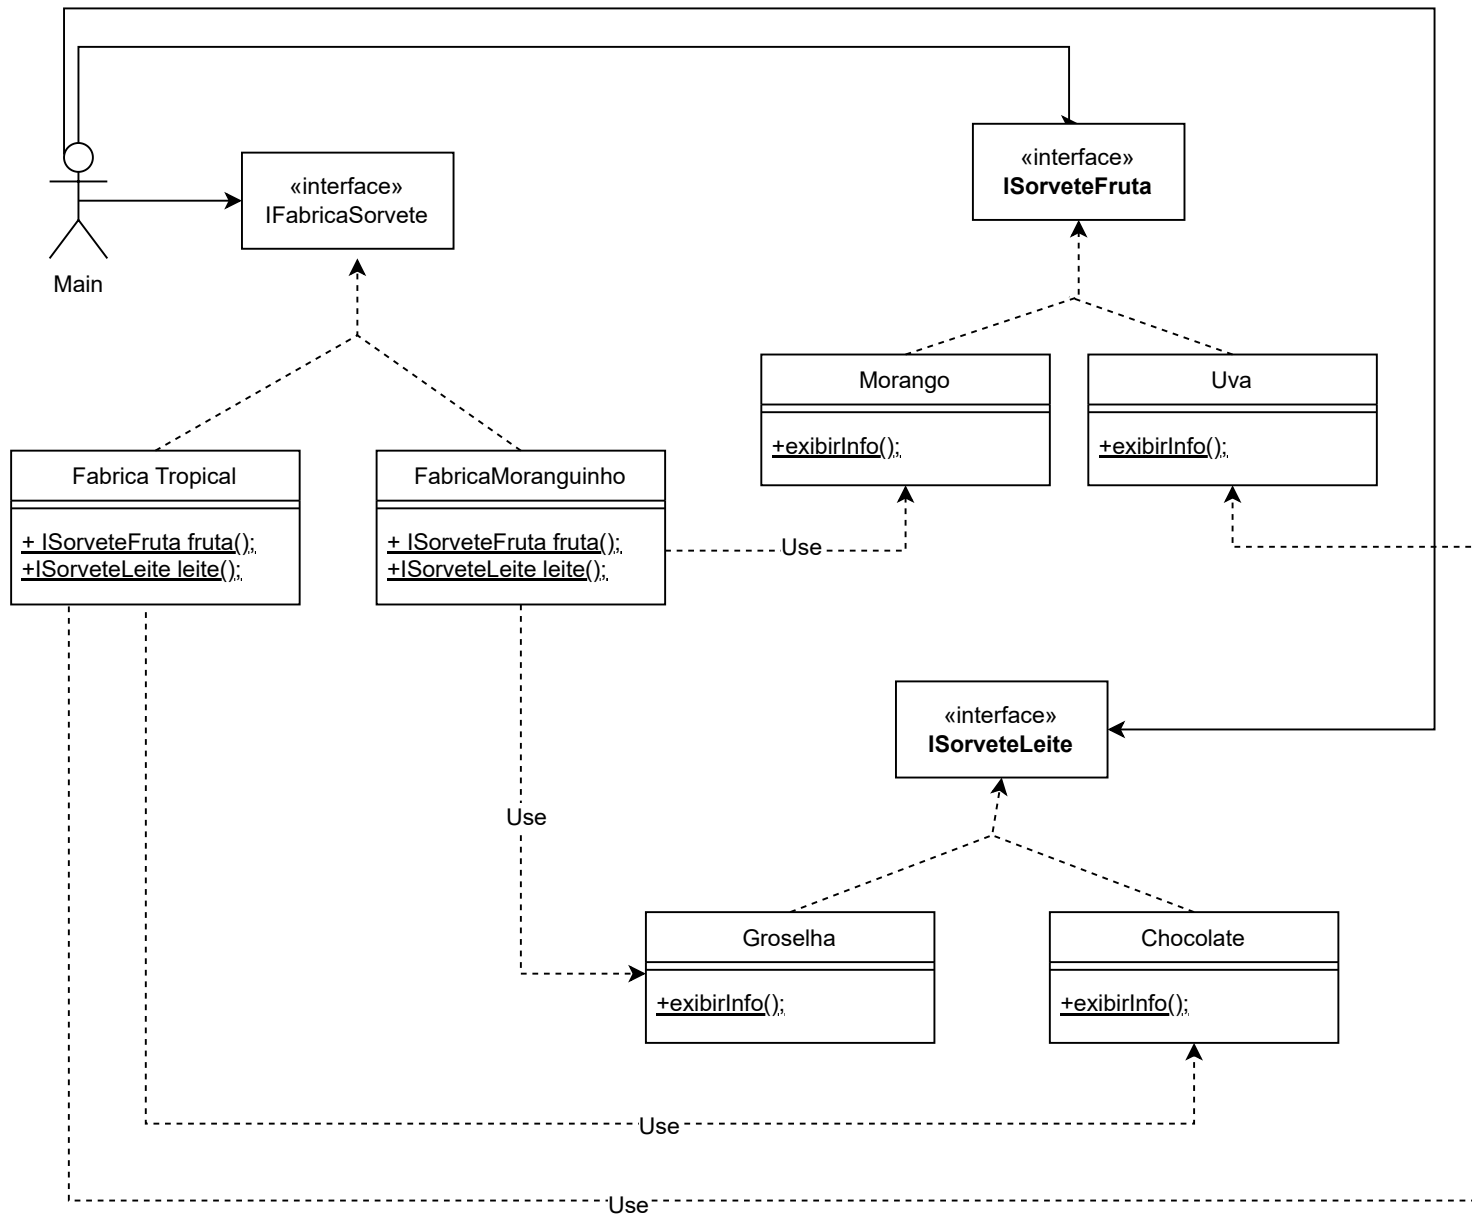 «interface»
ISorveteFruta
«interface»
IFabricaSorvete
Main
Morango
+exibirInfo();
Uva
+exibirInfo();
Fabrica Tropical
+ ISorveteFruta fruta();
+ISorveteLeite leite();
FabricaMoranguinho
+ ISorveteFruta fruta();
+ISorveteLeite leite();
Use
«interface»
ISorveteLeite
Use
Groselha
+exibirInfo();
Chocolate
+exibirInfo();
Use
Use